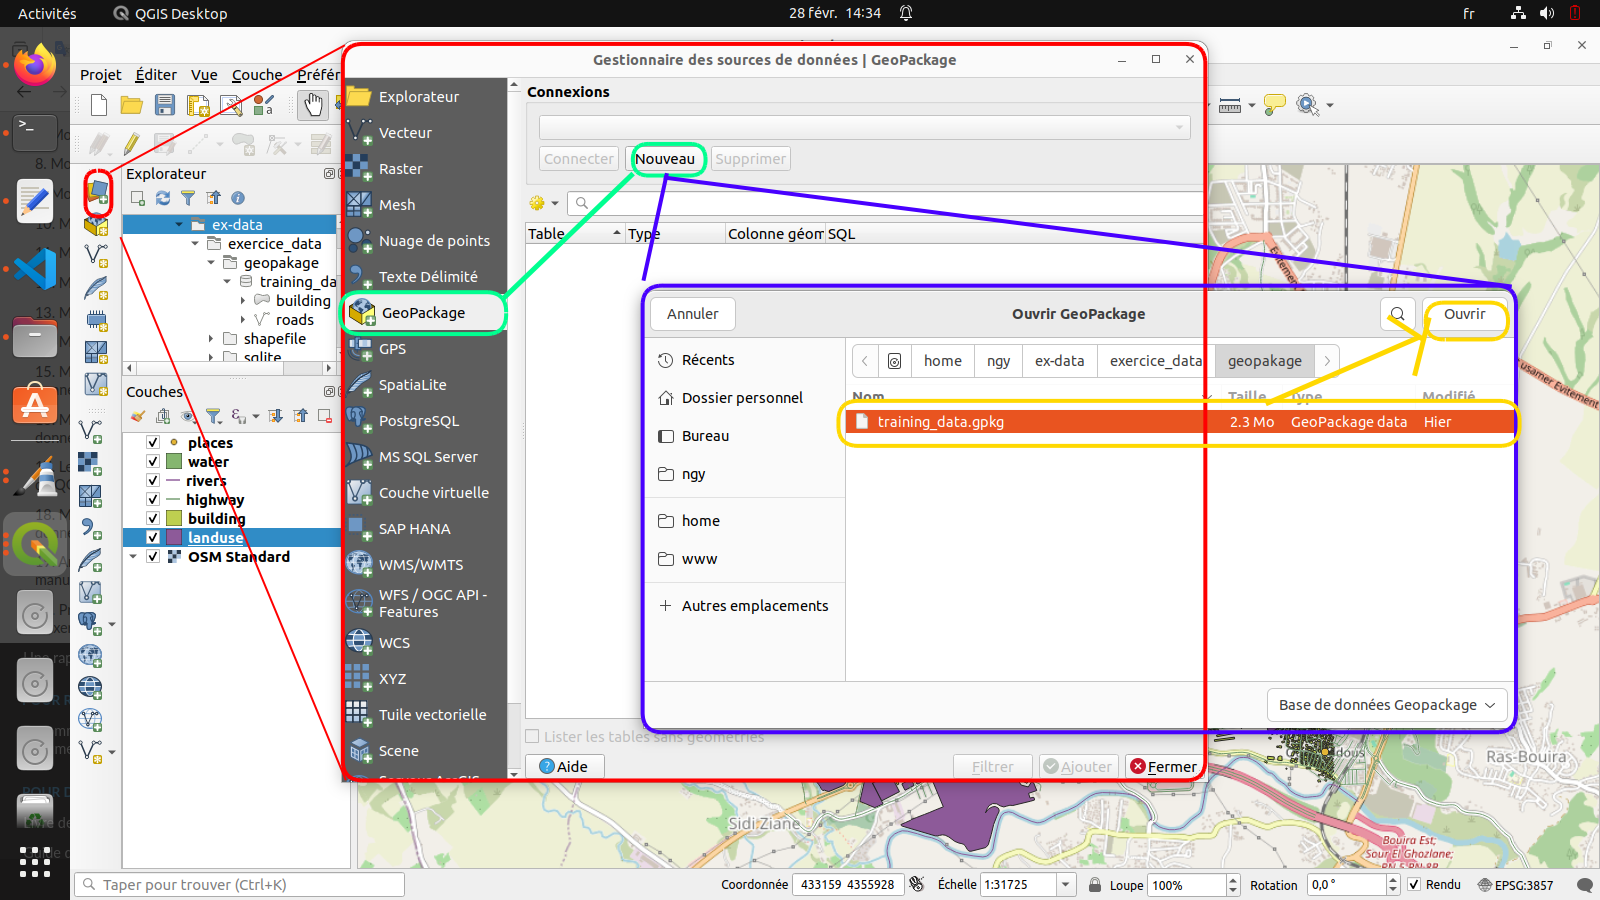 Activités
QGIS Desktop
28 févr. 14:34
fr
Gestionnaire des sources de données | GeoPackage
Projet Éditer Vue Couche Préfér
Explorateur
ex-data
exercice_data
geopakage
training_da
building
roads
shapefile
sqlite
Couches
places
water
rivers
highway
building
landuse
OSM Standard
Explorateur
Vecteur
Raster
Mesh
Nuage de points
Texte Délimité
GeoPackage
GPS
SpatiaLite
PostgreSQL
MS SQL Server
Couche virtuelle
SAP HANA
WMS/WMTS
WFS / OGC API -
Features
WCS
XYZ
Tuile vectorielle
Scene
Connexions
Connecter Nouveau Supprimer
Table Type Colonne géom SQL
Lister les tables sans géométries
Aide Filtrer Ajouter Fermer
Annuler Ouvrir GeoPackage Ouvrir
Récents
Dossier personnel
Bureau
ngy
home
www
Autres emplacements
home ngy ex-data exercice_data geopakage
Nom Taille Type Modifié
training_data.gpkg 2.3 Mo GeoPackage data Hier
Base de données Geopackage
Evitement
Ras-Bouira
Sidi Ziane
Bouira Est,
Sour El Ghozlane;
Taper pour trouver (Ctrl+K)
Coordonnée 433159 4355928 Échelle 1:31725 Loupe 100% Rotation 0,0 ° Rendu EPSG:3857